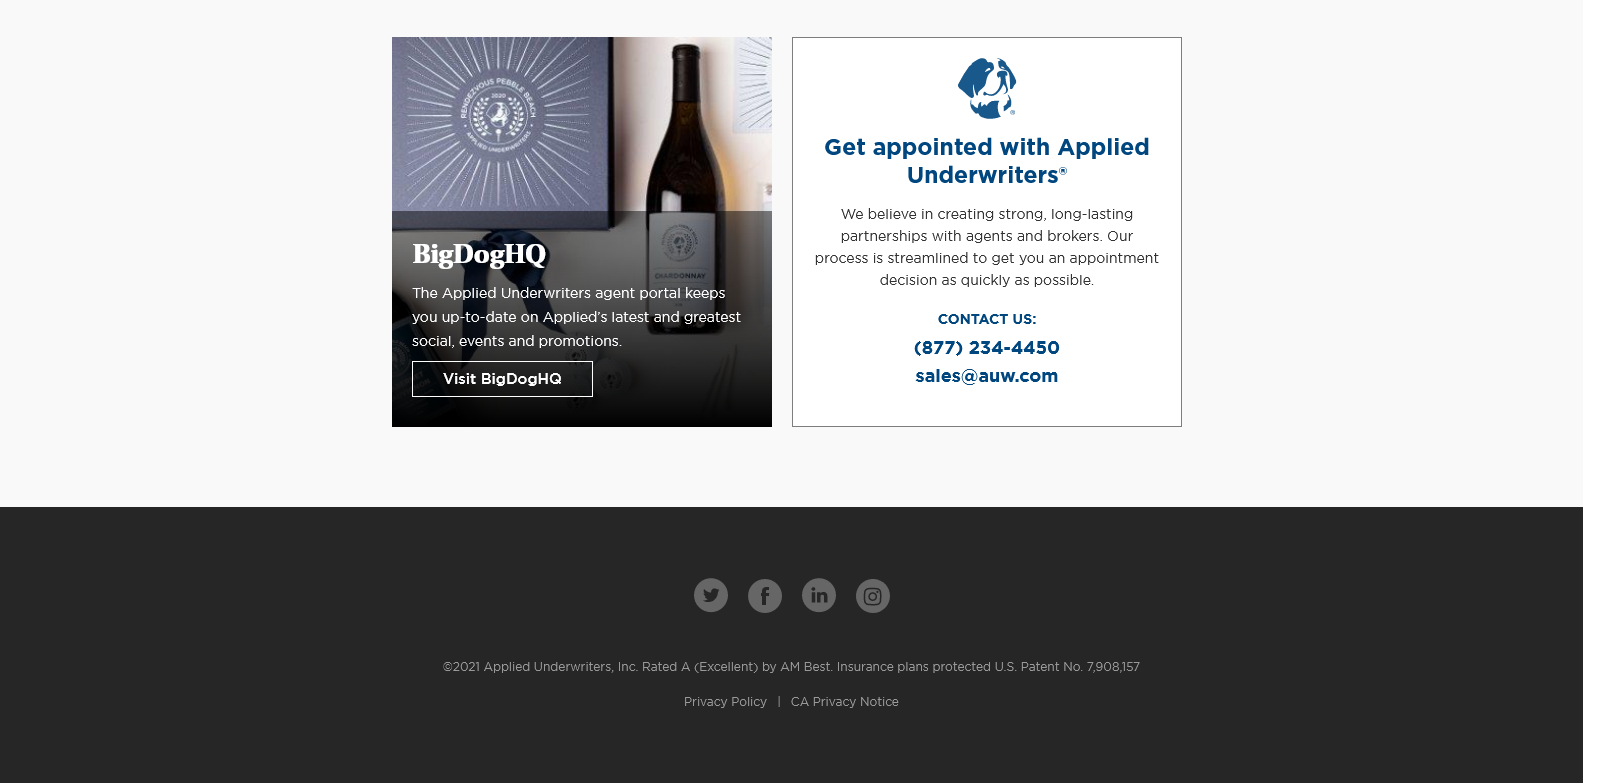 RENDEZVOUS PEBBLE BEACH
2020
APPLIED UNDERWRITERS
CHARDONNAY
BigDogHQ
The Applied Underwriters agent portal keeps
you up-to-date on Applied's latest and greatest
social, events and promotions.
Visit BigDogHQ
Get appointed with Applied
Underwriters®
We believe in creating strong, long-lasting
partnerships with agents and brokers. Our
process is streamlined to get you an appointment
decision as quickly as possible.
CONTACT US:
(877) 234-4450
sales@auw.com
©2021 Applied Underwriters, Inc. Rated A (Excellent) by AM Best. Insurance plans protected U.S. Patent No. 7,908,157
Privacy Policy | CA Privacy Notice